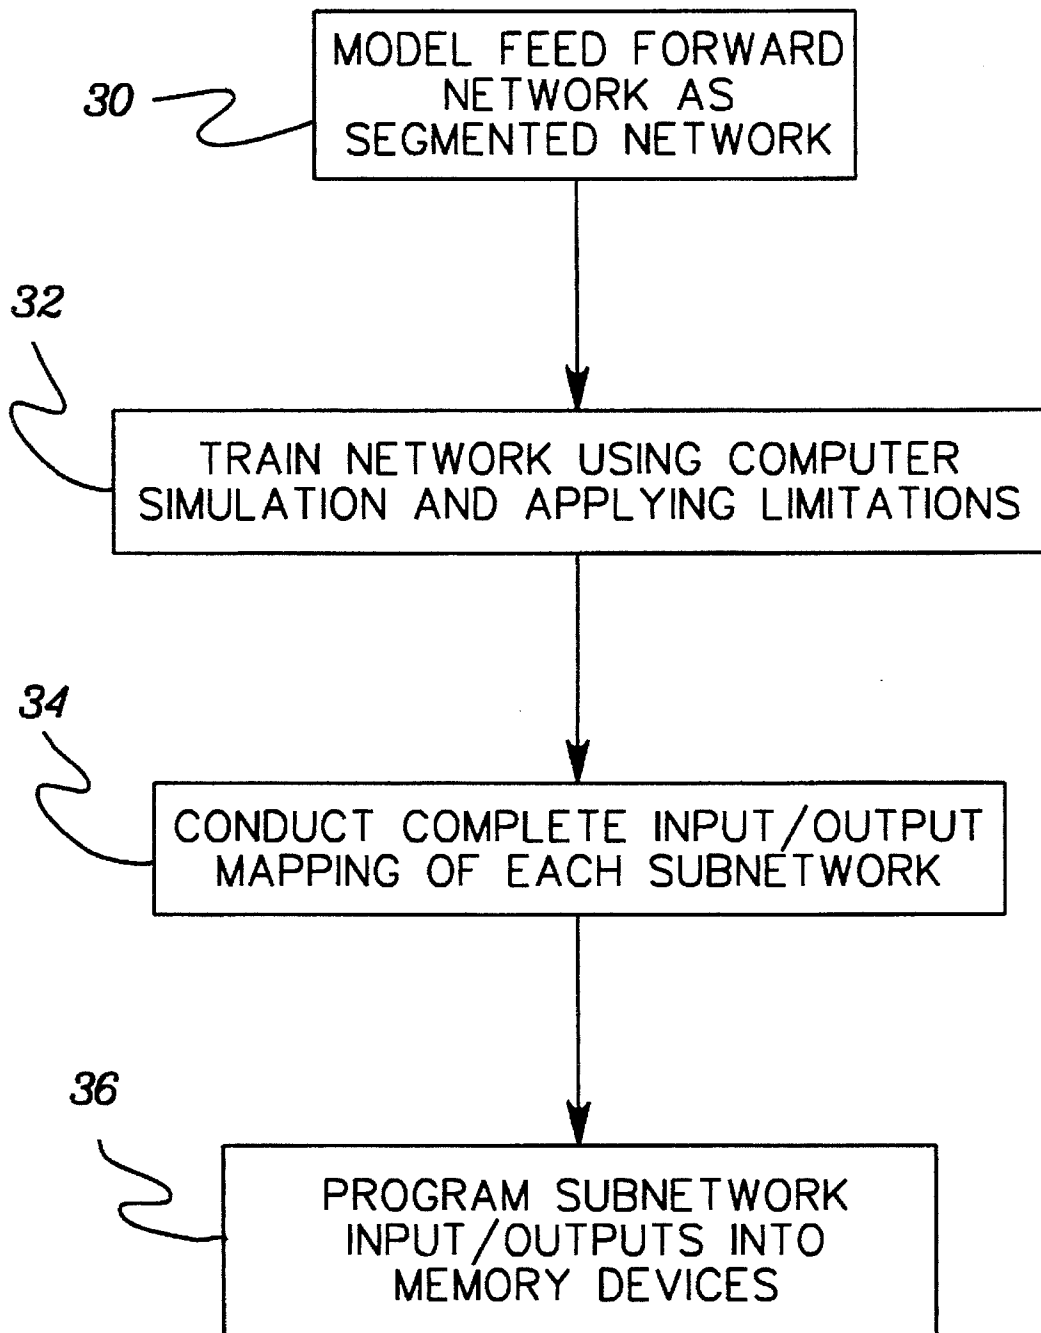 30
MODEL FEED FORWARD
NETWORK AS
SEGMENTED NETWORK
32
TRAIN NETWORK USING COMPUTER
SIMULATION AND APPLYING LIMITATIONS
34
CONDUCT COMPLETE INPUT/OUTPUT
MAPPING OF EACH SUBNETWORK
36
PROGRAM SUBNETWORK
INPUT/OUTPUTS INTO
MEMORY DEVICES